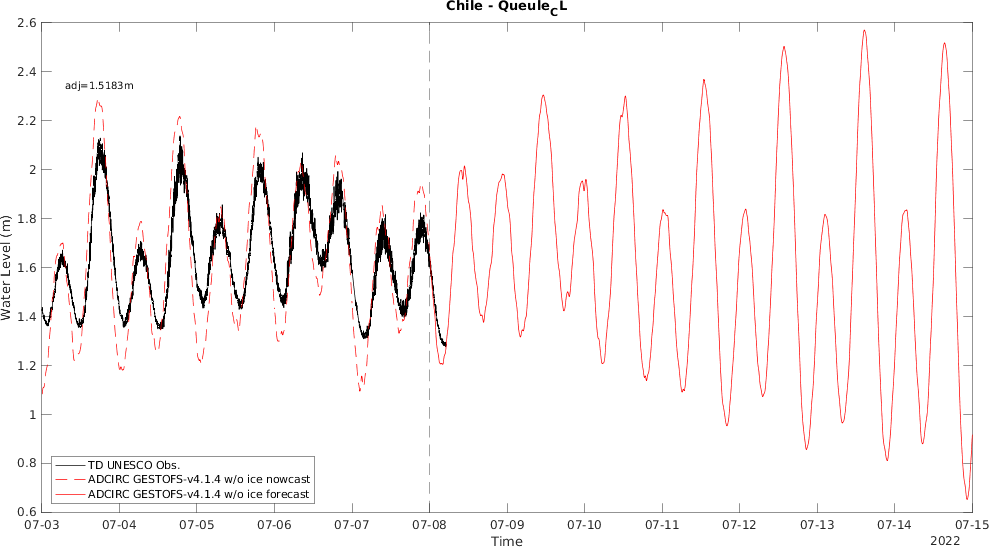 Chile - Queule_CL
adj=1.5183m
Water Level (m)
2.6
2.4
2.2
2
1.8
1.6
1.4
1.2
1
0.8
0.6
TD UNESCO Obs.
ADCIRC GESTOFS-v4.1.4 w/o ice nowcast
ADCIRC GESTOFS-v4.1.4 w/o ice forecast
07-03 07-04 07-05 07-06 07-07 07-08 07-09 07-10 07-11 07-12 07-13 07-14 07-15
Time
2022